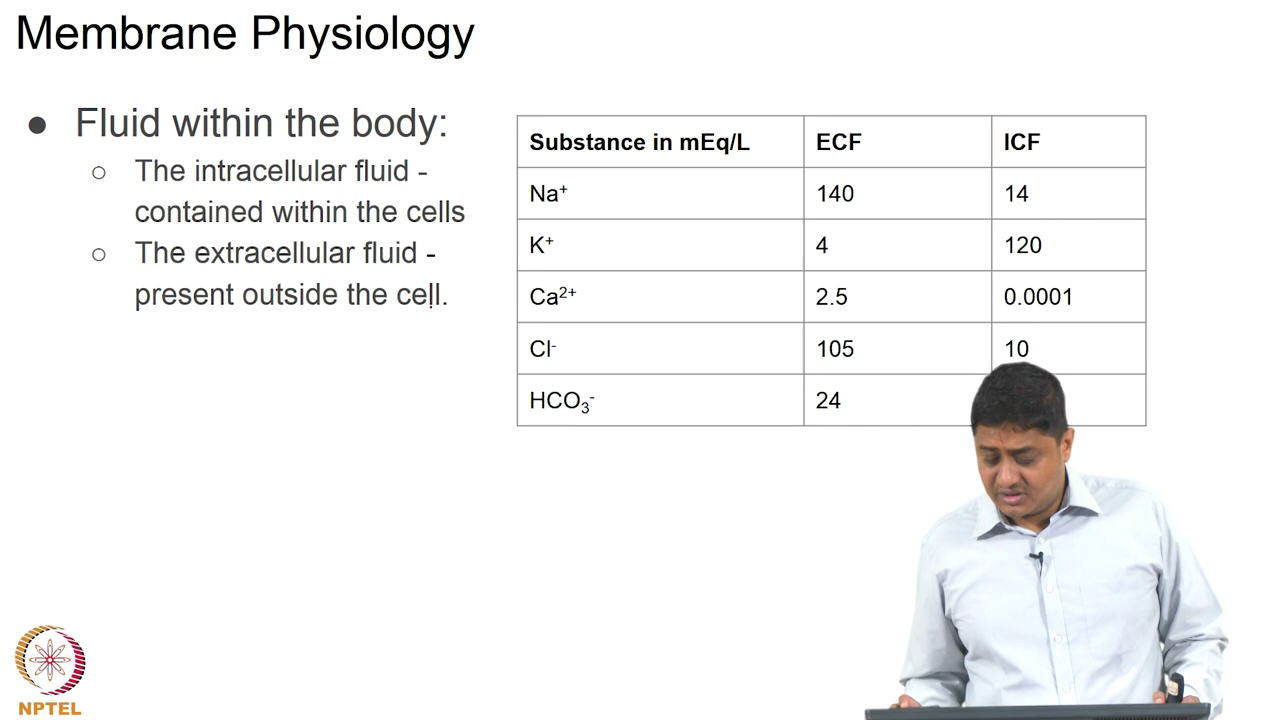 Membrane Physiology
● Fluid within the body:
○ The intracellular fluid -
contained within the cells
○ The extracellular fluid -
present outside the cell.
Substance in mEq/L ECF ICF
Na⁺ 140 14
K⁺ 4 120
Ca²⁺ 2.5 0.0001
Cl⁻ 105 10
HCO₃⁻ 24
NPTEL